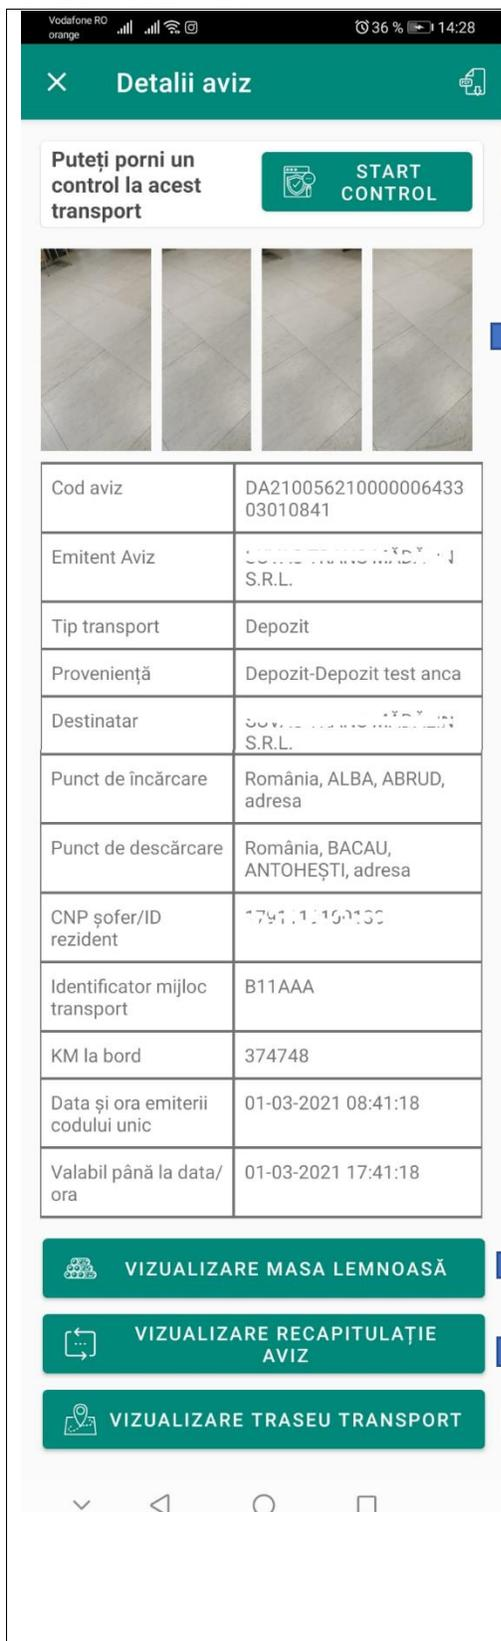 Vodafone RO
orange
36 % 14:28
Detalii aviz
PDF
Puteți porni un
control la acest
transport
START
CONTROL
Cod aviz
DA210056210000006433
03010841
Emitent Aviz
S.R.L.
Tip transport
Depozit
Proveniență
Depozit-Depozit test anca
Destinatar
S.R.L.
Punct de încărcare
România, ALBA, ABRUD,
adresa
Punct de descărcare
România, BACAU,
ANTOHEȘTI, adresa
CNP șofer/ID
rezident
Identificator mijloc
transport
B11AAA
KM la bord
374748
Data și ora emiterii
codului unic
01-03-2021 08:41:18
Valabil până la data/
ora
01-03-2021 17:41:18
VIZUALIZARE MASA LEMNOASĂ
VIZUALIZARE RECAPITULAȚIE
AVIZ
VIZUALIZARE TRASEU TRANSPORT